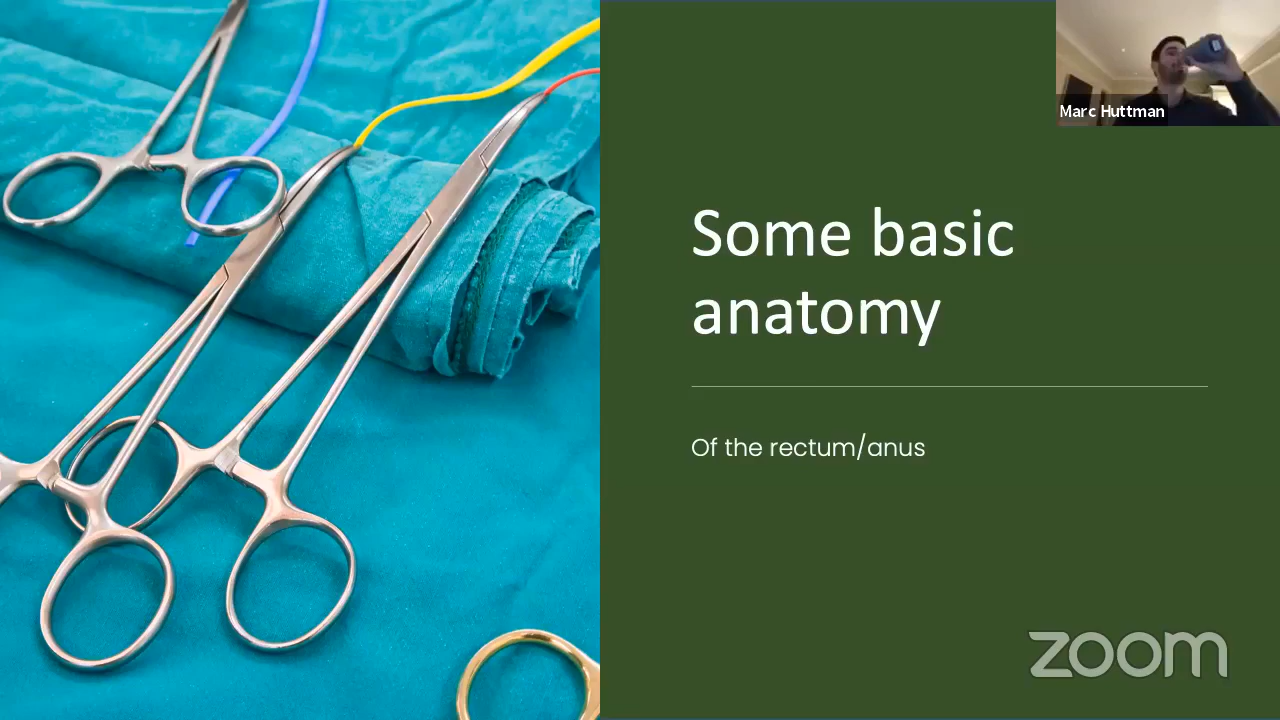 Marc Huttman
Some basic
anatomy
Of the rectum/anus
zoom